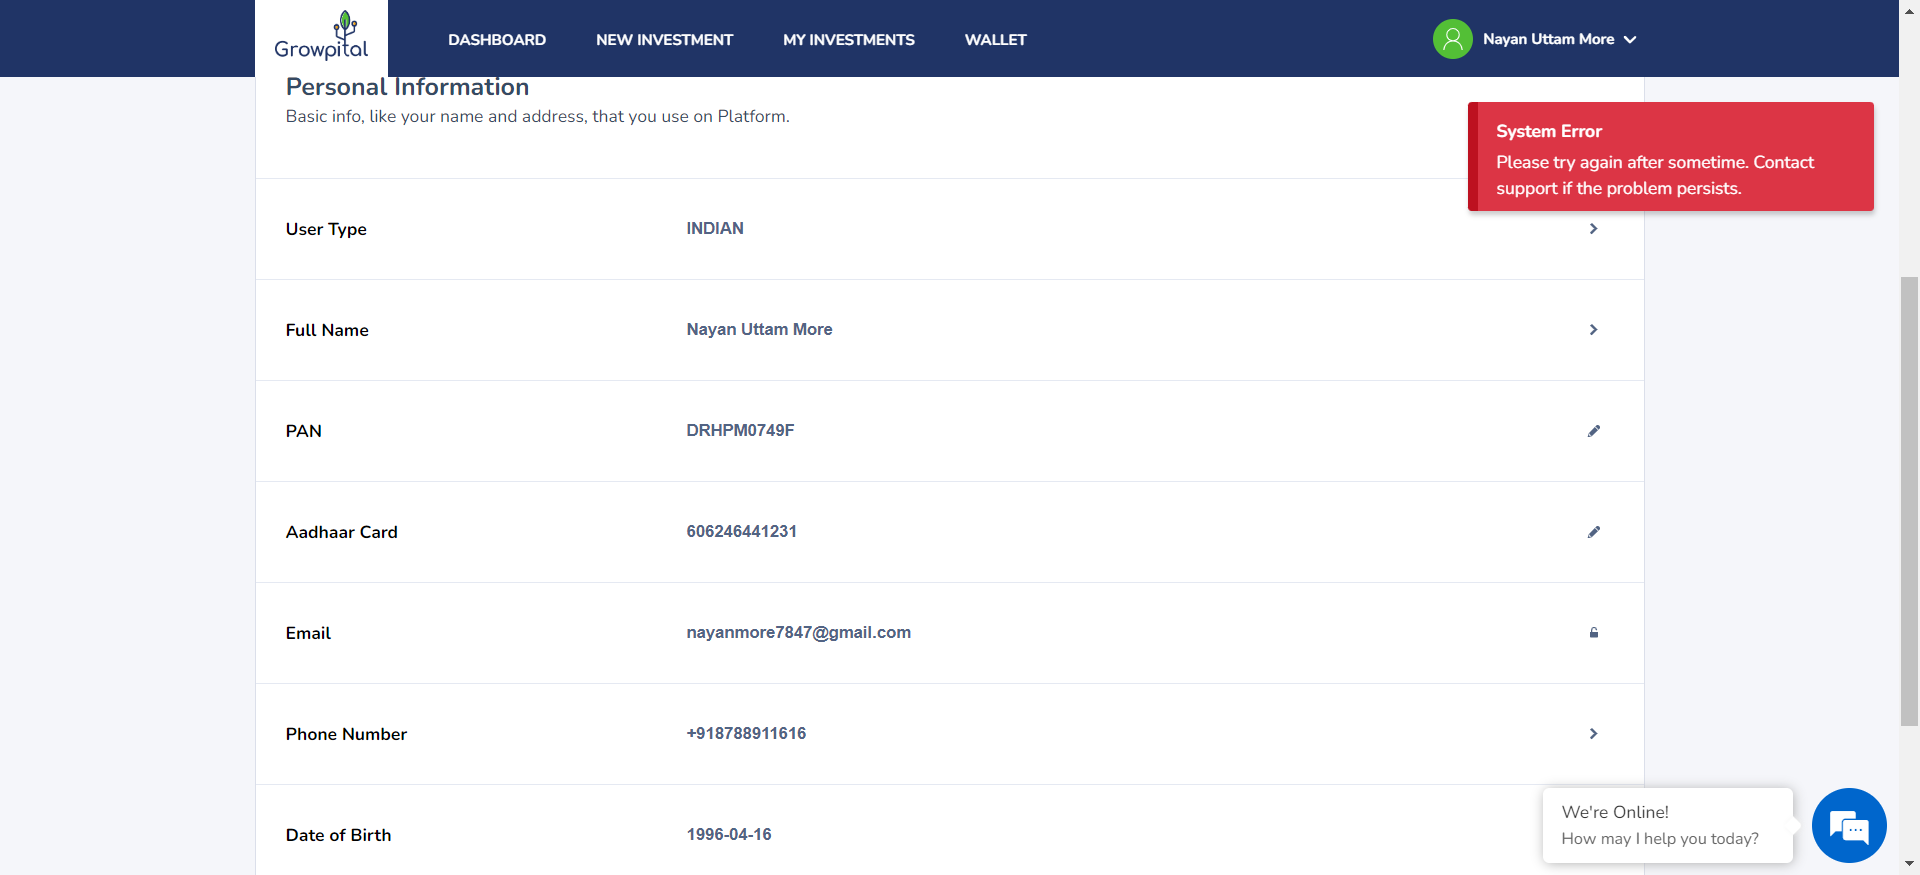 Growpital
DASHBOARD
NEW INVESTMENT
MY INVESTMENTS
WALLET
Nayan Uttam More
Personal Information
Basic info, like your name and address, that you use on Platform.
System Error
Please try again after sometime. Contact
support if the problem persists.
User Type
INDIAN
Full Name
Nayan Uttam More
PAN
DRHPM0749F
Aadhaar Card
606246441231
Email
nayanmore7847@gmail.com
Phone Number
+918788911616
Date of Birth
1996-04-16
We're Online!
How may I help you today?